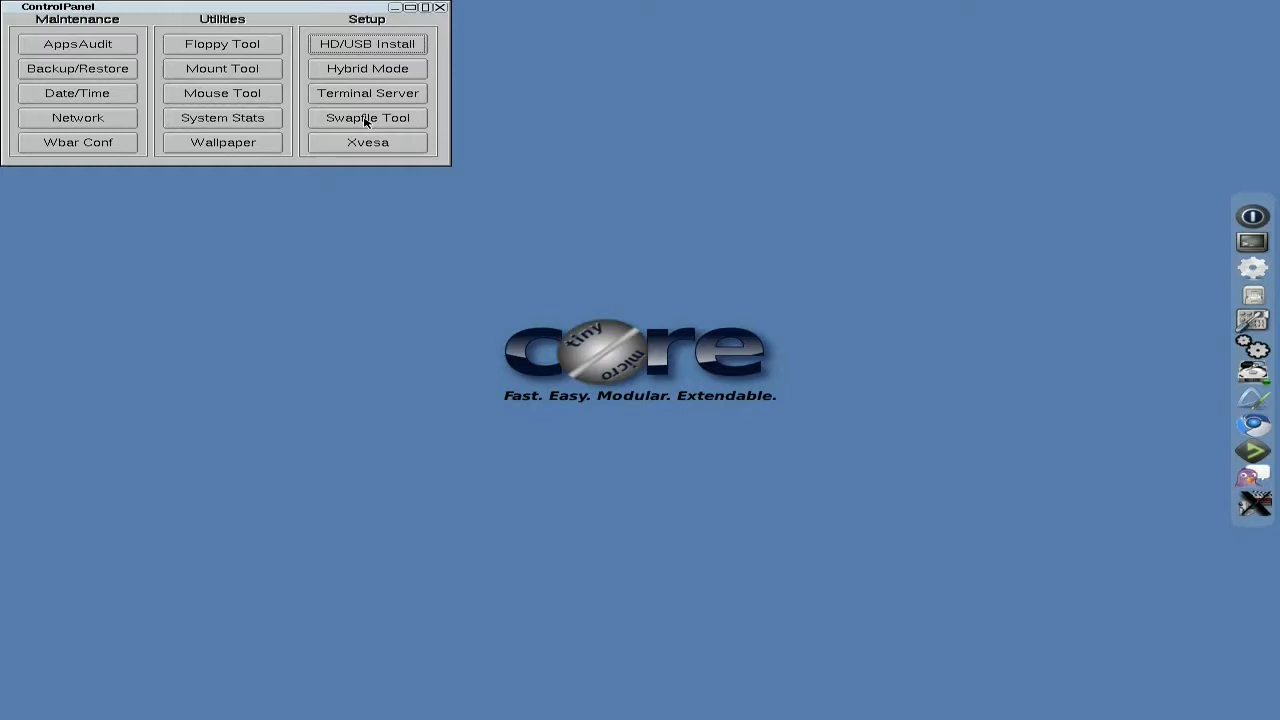 ControlPanel
Maintenance Utilities Setup
AppsAudit Floppy Tool HD/USB Install
Backup/Restore Mount Tool Hybrid Mode
Date/Time Mouse Tool Terminal Server
Network System Stats Swapfile Tool
Wbar Conf Wallpaper Xvesa
core
tiny
micro
Fast. Easy. Modular. Extendable.